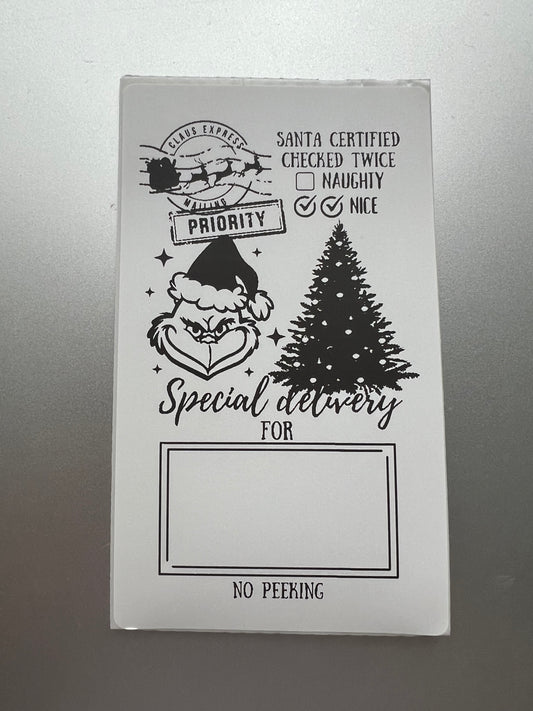 CLAUS EXPRESS
MAILING
PRIORITY
SANTA CERTIFIED
CHECKED TWICE
NAUGHTY
NICE
Special delivery
FOR
NO PEEKING